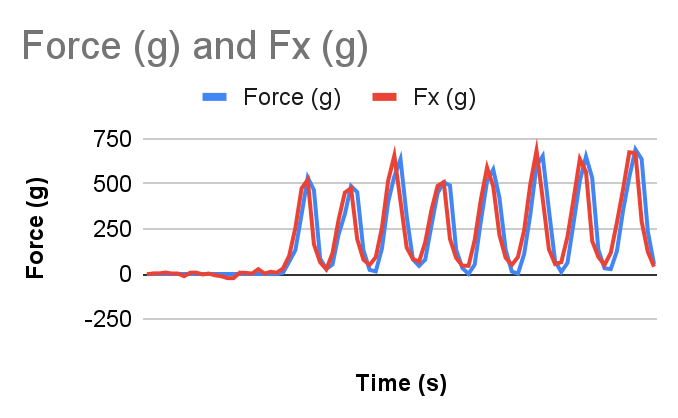 Force (g) and Fx (g)
Force (g) Fx (g)
750
500
250
0
-250
Force (g)
Time (s)